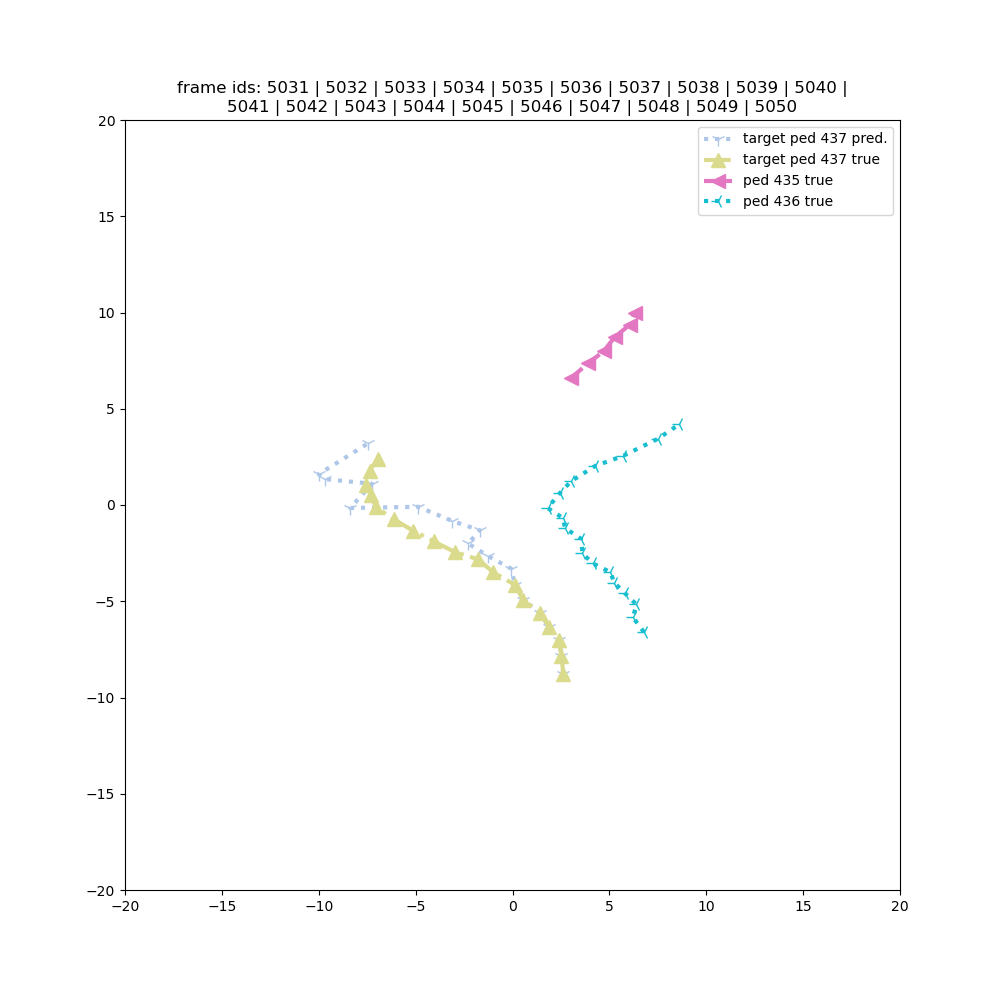 frame ids: 5031 | 5032 | 5033 | 5034 | 5035 | 5036 | 5037 | 5038 | 5039 | 5040 |
5041 | 5042 | 5043 | 5044 | 5045 | 5046 | 5047 | 5048 | 5049 | 5050
target ped 437 pred.
target ped 437 true
ped 435 true
ped 436 true
20
15
10
5
0
−5
−10
−15
−20
−20 −15 −10 −5 0 5 10 15 20